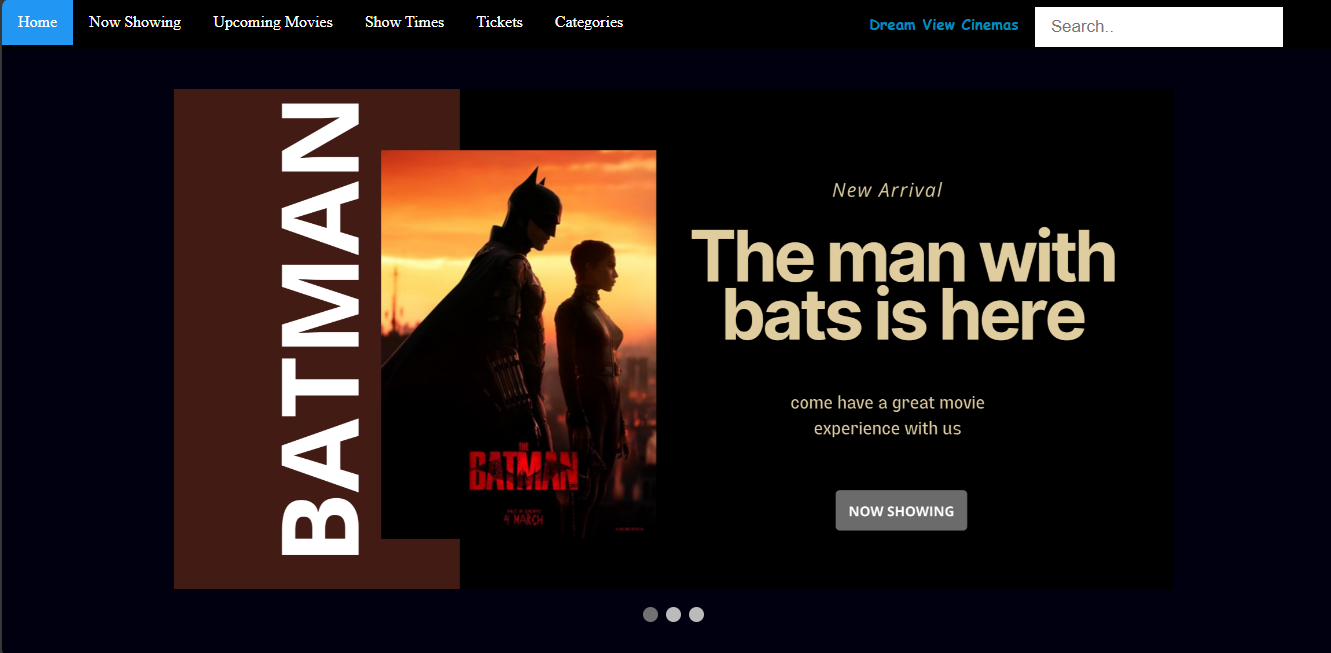 Home
Now Showing
Upcoming Movies
Show Times
Tickets
Categories
Dream View Cinemas
Search..
BATMAN
THE
BATMAN
4 MARCH
New Arrival
The man with
bats is here
come have a great movie
experience with us
NOW SHOWING